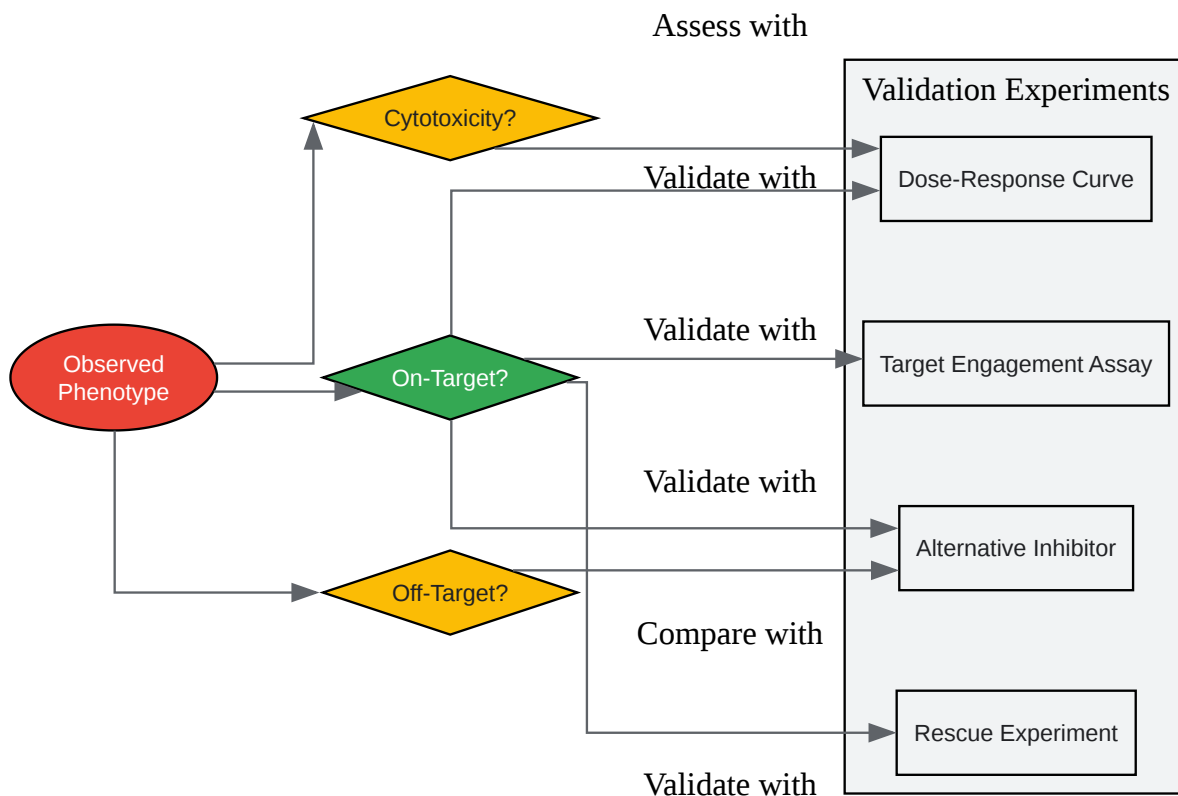 Assess with
Validation Experiments
Cytotoxicity?
Validate with
Dose-Response Curve
Validate with
Observed
Phenotype
On-Target?
Target Engagement Assay
Validate with
Alternative Inhibitor
Off-Target?
Compare with
Rescue Experiment
Validate with